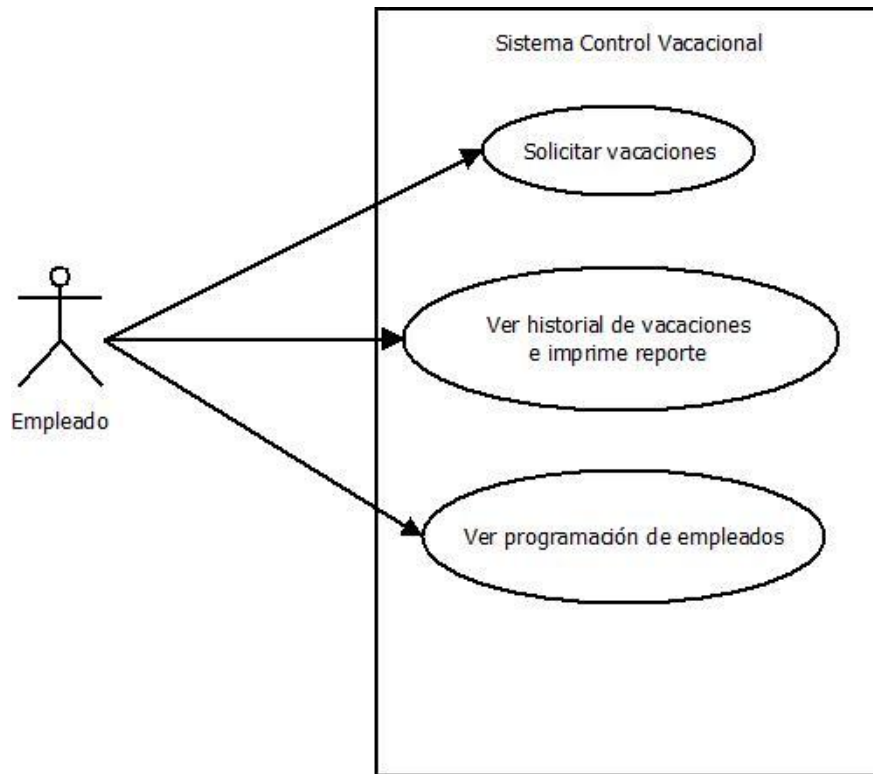 Sistema Control Vacacional
Solicitar vacaciones
Ver historial de vacaciones
e imprime reporte
Empleado
Ver programación de empleados